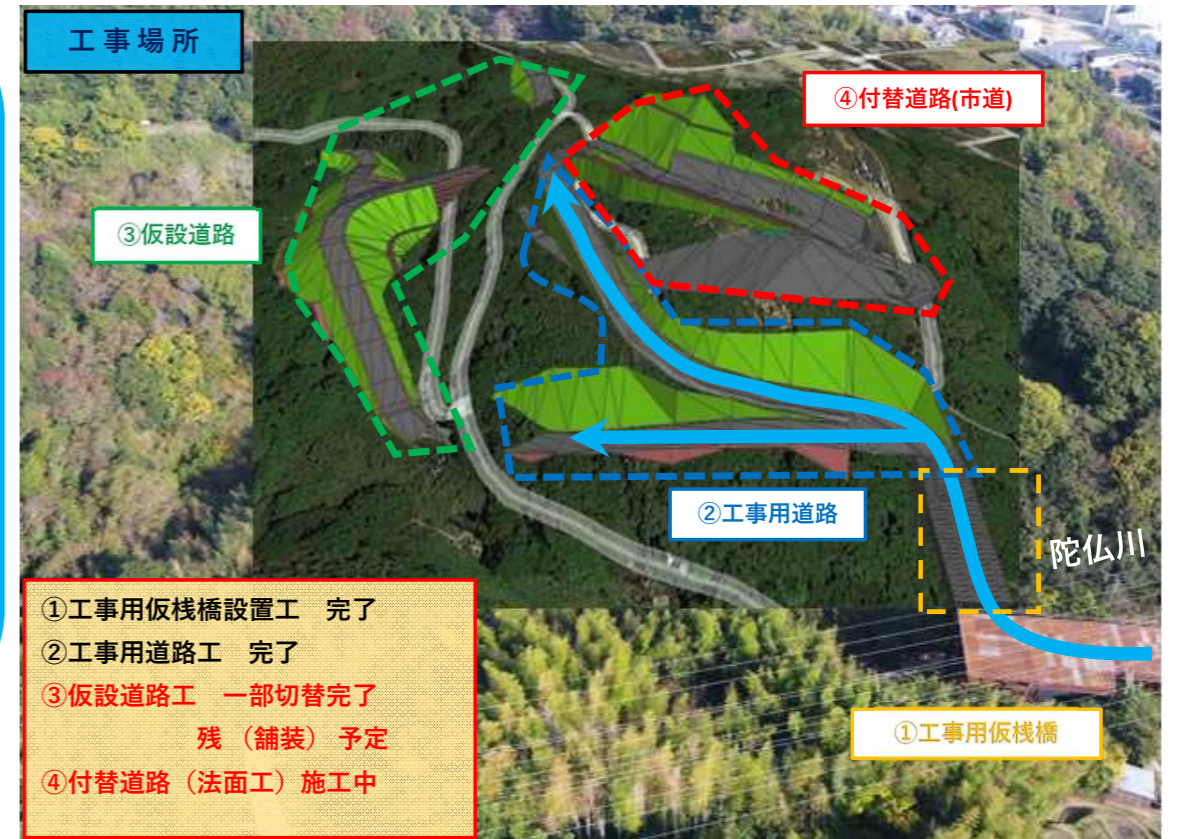 工事場所
④付替道路(市道)
③仮設道路
②工事用道路
陀仏川
①工事用仮桟橋
①工事用仮桟橋設置工　完了
②工事用道路工　完了
③仮設道路工　一部切替完了
残（舗装）予定
④付替道路（法面工）施工中